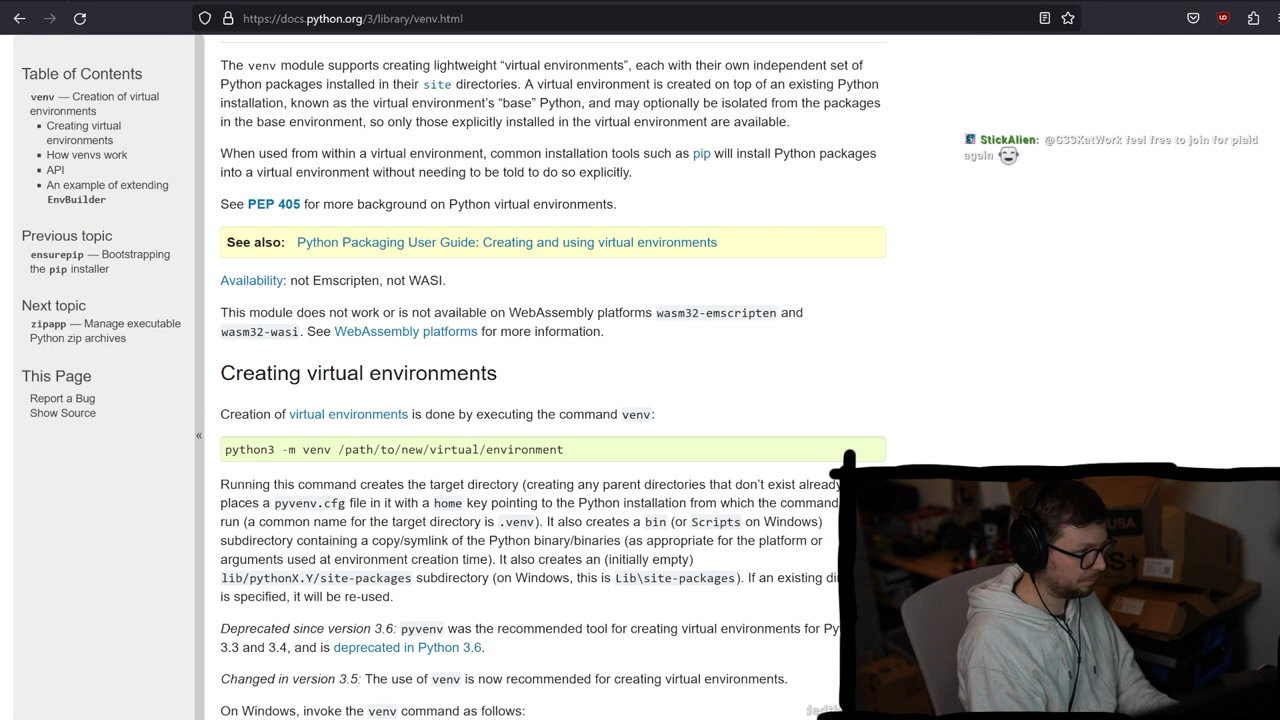 https://docs.python.org/3/library/venv.html
Table of Contents
venv — Creation of virtual
environments
Creating virtual
environments
How venvs work
API
An example of extending
EnvBuilder
Previous topic
ensurepip — Bootstrapping
the pip installer
Next topic
zipapp — Manage executable
Python zip archives
This Page
Report a Bug
Show Source
«
The venv module supports creating lightweight “virtual environments”, each with their own independent set of
Python packages installed in their site directories. A virtual environment is created on top of an existing Python
installation, known as the virtual environment’s “base” Python, and may optionally be isolated from the packages
in the base environment, so only those explicitly installed in the virtual environment are available.
When used from within a virtual environment, common installation tools such as pip will install Python packages
into a virtual environment without needing to be told to do so explicitly.
See PEP 405 for more background on Python virtual environments.
See also: Python Packaging User Guide: Creating and using virtual environments
Availability: not Emscripten, not WASI.
This module does not work or is not available on WebAssembly platforms wasm32-emscripten and
wasm32-wasi. See WebAssembly platforms for more information.
Creating virtual environments
Creation of virtual environments is done by executing the command venv:
python3 -m venv /path/to/new/virtual/environment
Running this command creates the target directory (creating any parent directories that don’t exist already
places a pyvenv.cfg file in it with a home key pointing to the Python installation from which the command
run (a common name for the target directory is .venv). It also creates a bin (or Scripts on Windows)
subdirectory containing a copy/symlink of the Python binary/binaries (as appropriate for the platform or
arguments used at environment creation time). It also creates an (initially empty)
lib/pythonX.Y/site-packages subdirectory (on Windows, this is Lib\site-packages). If an existing di
is specified, it will be re-used.
Deprecated since version 3.6: pyvenv was the recommended tool for creating virtual environments for Py
3.3 and 3.4, and is deprecated in Python 3.6.
Changed in version 3.5: The use of venv is now recommended for creating virtual environments.
On Windows, invoke the venv command as follows:
StickAlien: @G33KatWork feel free to join for plaid
again
USA